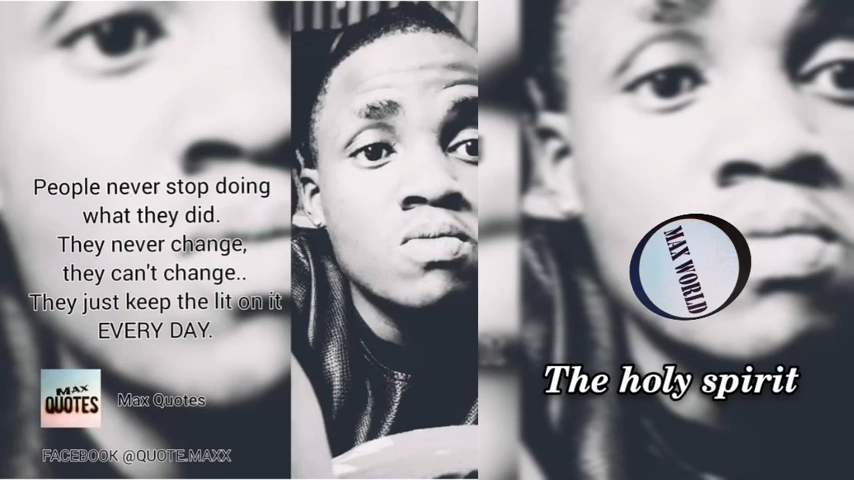 People never stop doing
what they did.
They never change,
they can't change..
They just keep the lit on it
EVERY DAY.
MAX
QUOTES
Max Quotes
FACEBOOK @QUOTE.MAXX
MAX WORLD
The holy spirit